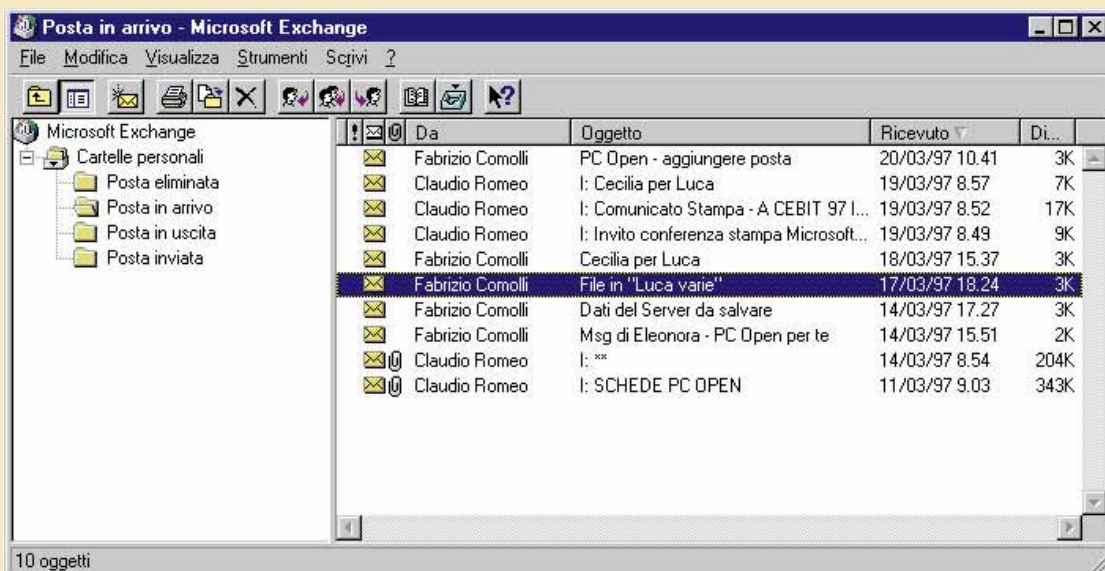 Posta in arrivo - Microsoft Exchange
File Modifica Visualizza Strumenti Scrivi ?
Microsoft Exchange
Cartelle personali
Posta eliminata
Posta in arrivo
Posta in uscita
Posta inviata
! Da Oggetto Ricevuto Di...
Fabrizio Comolli PC Open - aggiungere posta 20/03/97 10.41 3K
Claudio Romeo I: Cecilia per Luca 19/03/97 8.57 7K
Claudio Romeo I: Comunicato Stampa - A CEBIT 97 I... 19/03/97 8.52 17K
Claudio Romeo I: Invito conferenza stampa Microsoft... 19/03/97 8.49 9K
Fabrizio Comolli Cecilia per Luca 18/03/97 15.37 3K
Fabrizio Comolli File in "Luca varie" 17/03/97 18.24 3K
Fabrizio Comolli Dati del Server da salvare 14/03/97 17.27 3K
Fabrizio Comolli Msg di Eleonora - PC Open per te 14/03/97 15.51 2K
Claudio Romeo I: ** 14/03/97 8.54 204K
Claudio Romeo I: SCHEDE PC OPEN 11/03/97 9.03 343K
10 oggetti